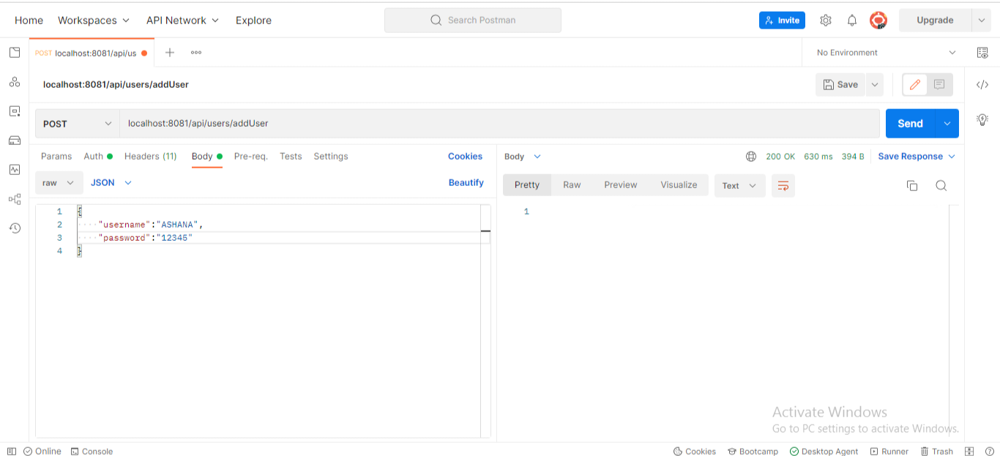 Home Workspaces API Network Explore Search Postman Invite Upgrade
POST localhost:8081/api/us No Environment
localhost:8081/api/users/addUser Save
POST localhost:8081/api/users/addUser Send
Params Auth Headers (11) Body Pre-req. Tests Settings Cookies
raw JSON Beautify
1 {
2 "username":"ASHANA",
3 "password":"12345"
4 }
Body 200 OK 630 ms 394 B Save Response
Pretty Raw Preview Visualize Text
1
Activate Windows
Go to PC settings to activate Windows.
Online Console Cookies Bootcamp Desktop Agent Runner Trash